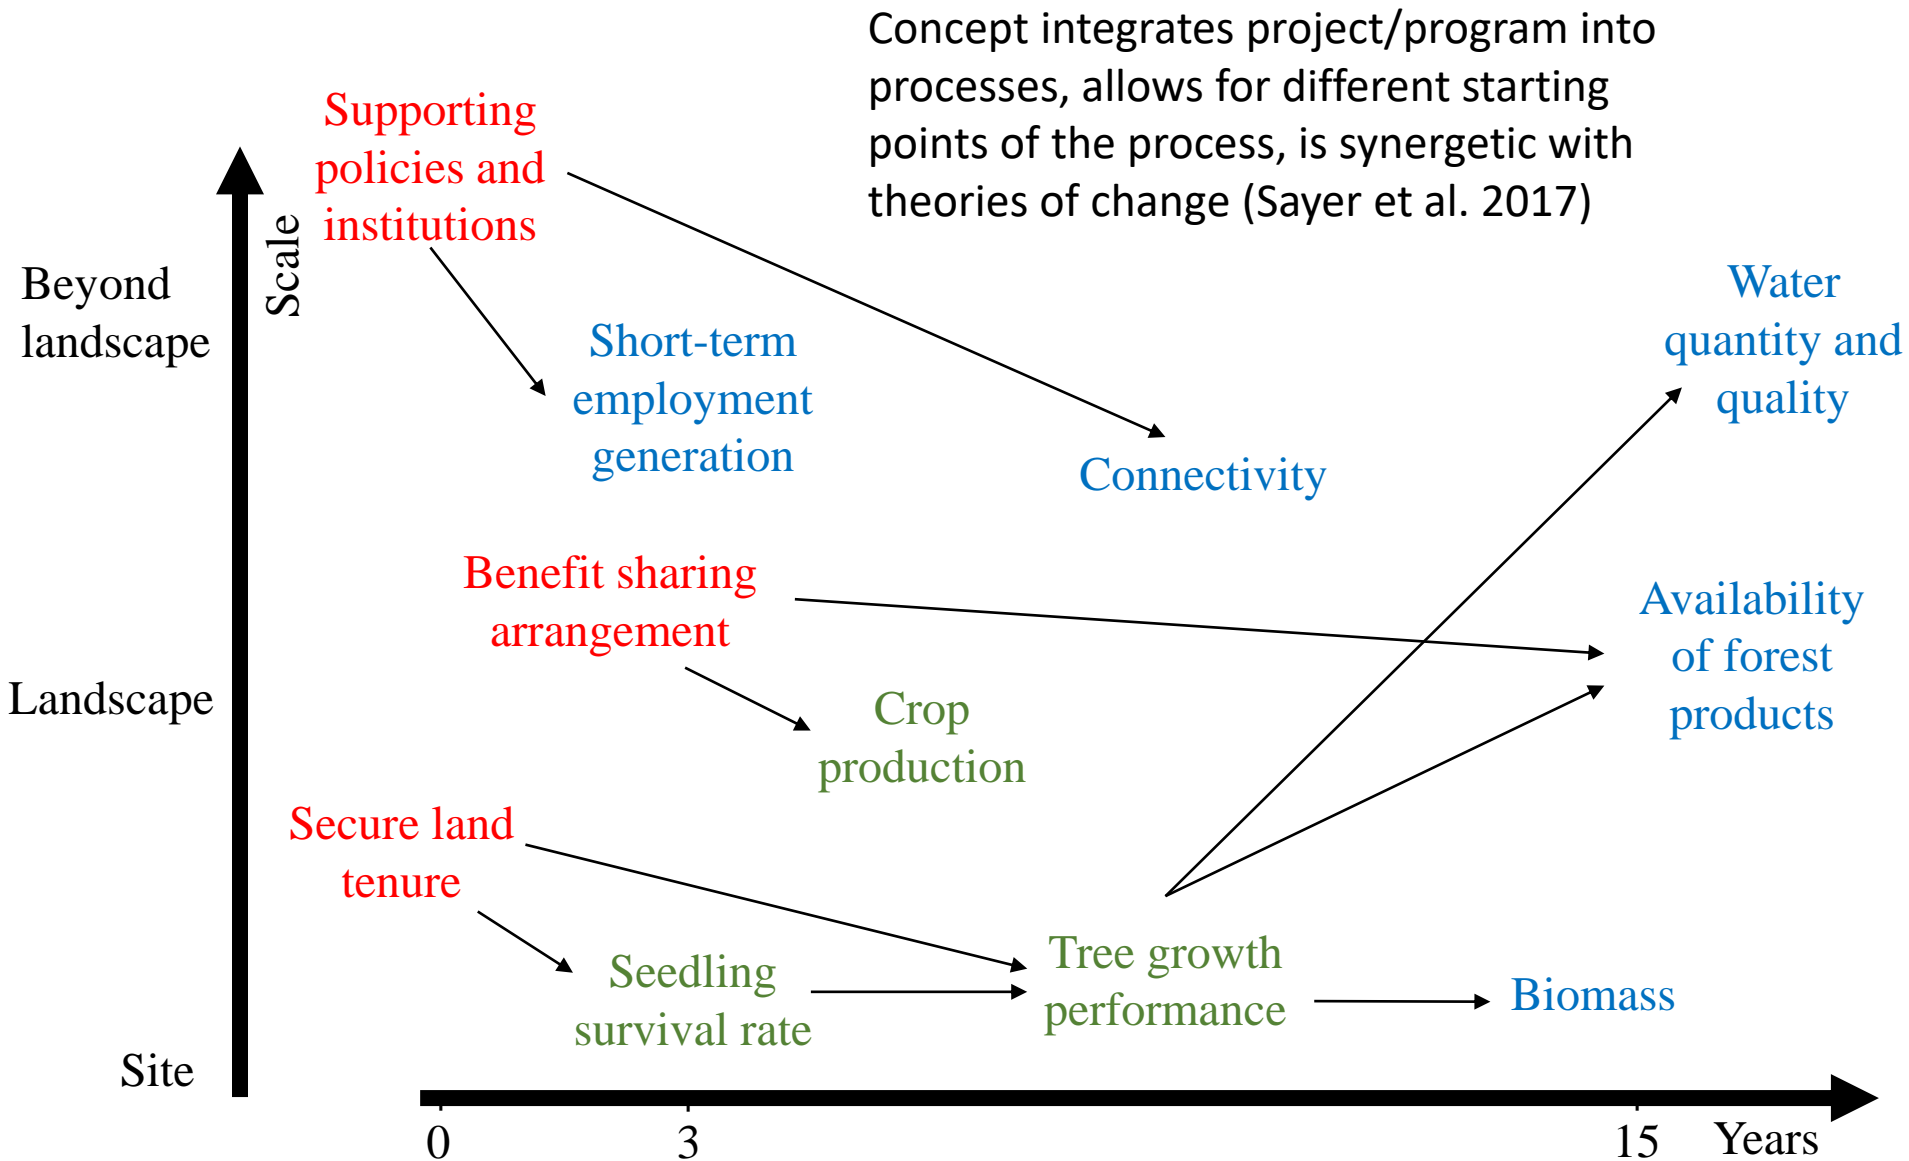 Concept integrates project/program into
processes, allows for different starting
points of the process, is synergetic with
theories of change (Sayer et al. 2017)
Supporting
policies and
institutions
Scale
Beyond
landscape
Short-term
employment
generation
Connectivity
Water
quantity and
quality
Benefit sharing
arrangement
Availability
of forest
products
Landscape
Crop
production
Secure land
tenure
Seedling
survival rate
Tree growth
performance
Biomass
Site
0
3
15
Years